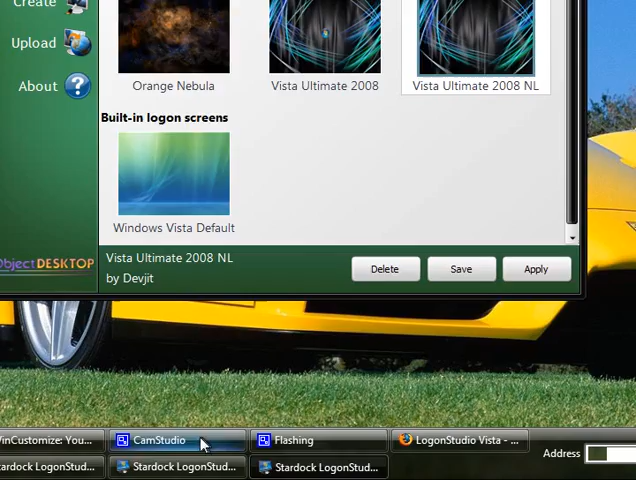 Create
Upload
About
Orange Nebula
Vista Ultimate 2008
Vista Ultimate 2008 NL
Built-in logon screens
Windows Vista Default
ObjectDESKTOP
Vista Ultimate 2008 NL
by Devjit
Delete
Save
Apply
WinCustomize: You...
CamStudio
Flashing
LogonStudio Vista - ...
Address
Stardock LogonStud...
Stardock LogonStud...
Stardock LogonStud...